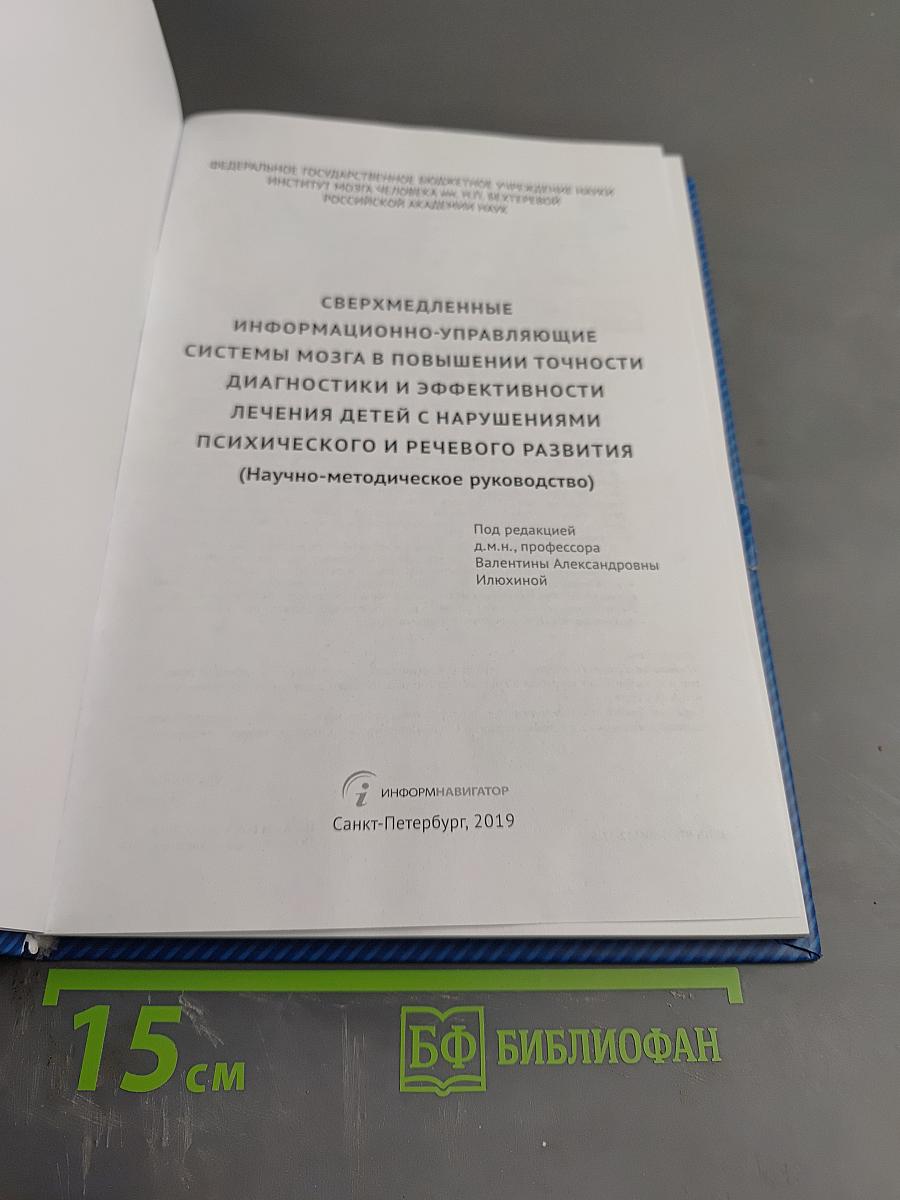 ФЕДЕРАЛЬНОЕ ГОСУДАРСТВЕННОЕ БЮДЖЕТНОЕ УЧРЕЖДЕНИЕ НАУКИ
ИНСТИТУТ МОЗГА ЧЕЛОВЕКА им. Н.П. БЕХТЕРЕВОЙ
РОССИЙСКОЙ АКАДЕМИИ НАУК
СВЕРХМЕДЛЕННЫЕ
ИНФОРМАЦИОННО-УПРАВЛЯЮЩИЕ
СИСТЕМЫ МОЗГА В ПОВЫШЕНИИ ТОЧНОСТИ
ДИАГНОСТИКИ И ЭФФЕКТИВНОСТИ
ЛЕЧЕНИЯ ДЕТЕЙ С НАРУШЕНИЯМИ
ПСИХИЧЕСКОГО И РЕЧЕВОГО РАЗВИТИЯ
(Научно-методическое руководство)
Под редакцией
д.м.н., профессора
Валентины Александровны
Илюхиной
ИНФОРМНАВИГАТОР
Санкт-Петербург, 2019
15 см
БФ БИБЛИОФАН